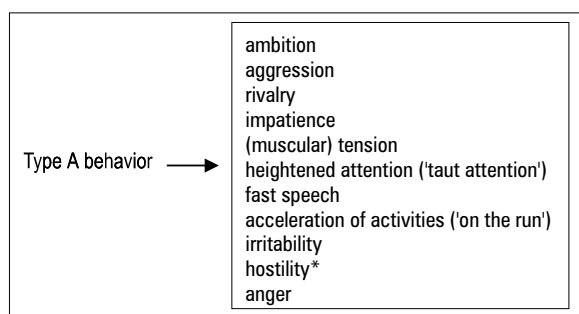 Type A behavior
ambition
aggression
rivalry
impatience
(muscular) tension
heightened attention ('taut attention')
fast speech
acceleration of activities ('on the run')
irritability
hostility*
anger